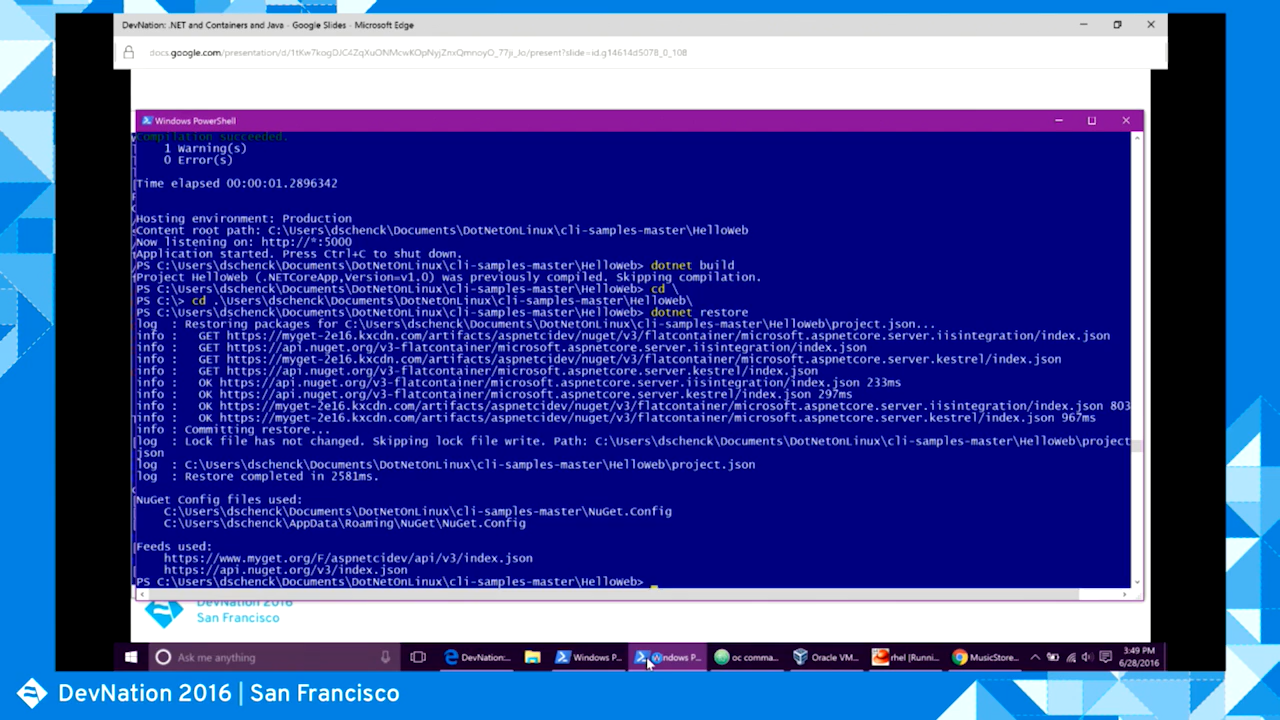 DevNation: .NET and Containers and Java - Google Slides - Microsoft Edge
Windows PowerShell
Compilation succeeded.
1 Warning(s)
0 Error(s)
Time elapsed 00:00:01.2896342
Hosting environment: Production
Content root path: C:\Users\dschenck\Documents\DotNetOnLinux\cli-samples-master\HelloWeb
Now listening on: http://*:5000
Application started. Press Ctrl+C to shut down.
PS C:\Users\dschenck\Documents\DotNetOnLinux\cli-samples-master\HelloWeb> dotnet build
Project HelloWeb (.NETCoreApp,Version=v1.0) was previously compiled. Skipping compilation.
PS C:\Users\dschenck\Documents\DotNetOnLinux\cli-samples-master\HelloWeb> cd \
PS C:\> cd .\Users\dschenck\Documents\DotNetOnLinux\cli-samples-master\HelloWeb\
PS C:\Users\dschenck\Documents\DotNetOnLinux\cli-samples-master\HelloWeb> dotnet restore
log : Restoring packages for C:\Users\dschenck\Documents\DotNetOnLinux\cli-samples-master\HelloWeb\project.json...
info : GET https://myget-2e16.kxcdn.com/artifacts/aspnetcidev/nuget/v3/flatcontainer/microsoft.aspnetcore.server.iisintegration/index.json
info : GET https://api.nuget.org/v3-flatcontainer/microsoft.aspnetcore.server.iisintegration/index.json
info : GET https://myget-2e16.kxcdn.com/artifacts/aspnetcidev/nuget/v3/flatcontainer/microsoft.aspnetcore.server.kestrel/index.json
info : GET https://api.nuget.org/v3-flatcontainer/microsoft.aspnetcore.server.kestrel/index.json
info : OK https://api.nuget.org/v3-flatcontainer/microsoft.aspnetcore.server.iisintegration/index.json 233ms
info : OK https://api.nuget.org/v3-flatcontainer/microsoft.aspnetcore.server.kestrel/index.json 297ms
info : OK https://myget-2e16.kxcdn.com/artifacts/aspnetcidev/nuget/v3/flatcontainer/microsoft.aspnetcore.server.iisintegration/index.json 803
info : OK https://myget-2e16.kxcdn.com/artifacts/aspnetcidev/nuget/v3/flatcontainer/microsoft.aspnetcore.server.kestrel/index.json 967ms
info : Committing restore...
log : Lock file has not changed. Skipping lock file write. Path: C:\Users\dschenck\Documents\DotNetOnLinux\cli-samples-master\HelloWeb\project
json
log : C:\Users\dschenck\Documents\DotNetOnLinux\cli-samples-master\HelloWeb\project.json
log : Restore completed in 2581ms.
NuGet Config files used:
C:\Users\dschenck\Documents\DotNetOnLinux\cli-samples-master\NuGet.Config
C:\Users\dschenck\AppData\Roaming\NuGet\NuGet.Config
Feeds used:
https://www.myget.org/F/aspnetcidev/api/v3/index.json
https://api.nuget.org/v3/index.json
PS C:\Users\dschenck\Documents\DotNetOnLinux\cli-samples-master\HelloWeb>
DevNation 2016
San Francisco
Ask me anything
DevNation:...
Windows P...
Windows P...
oc comma...
Oracle VM...
rhel [Runni...
MusicStore...
3:49 PM
6/28/2016
DevNation 2016 | San Francisco